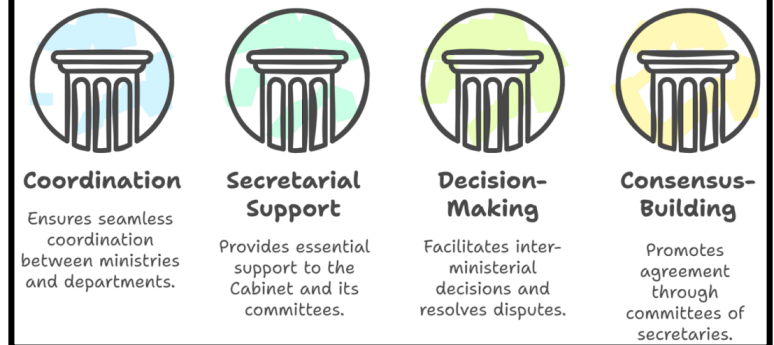 Coordination
Ensures seamless
coordination
between ministries
and departments.
Secretarial
Support
Provides essential
support to the
Cabinet and its
committees.
Decision-
Making
Facilitates inter-
ministerial
decisions and
resolves disputes.
Consensus-
Building
Promotes
agreement
through
committees of
secretaries.